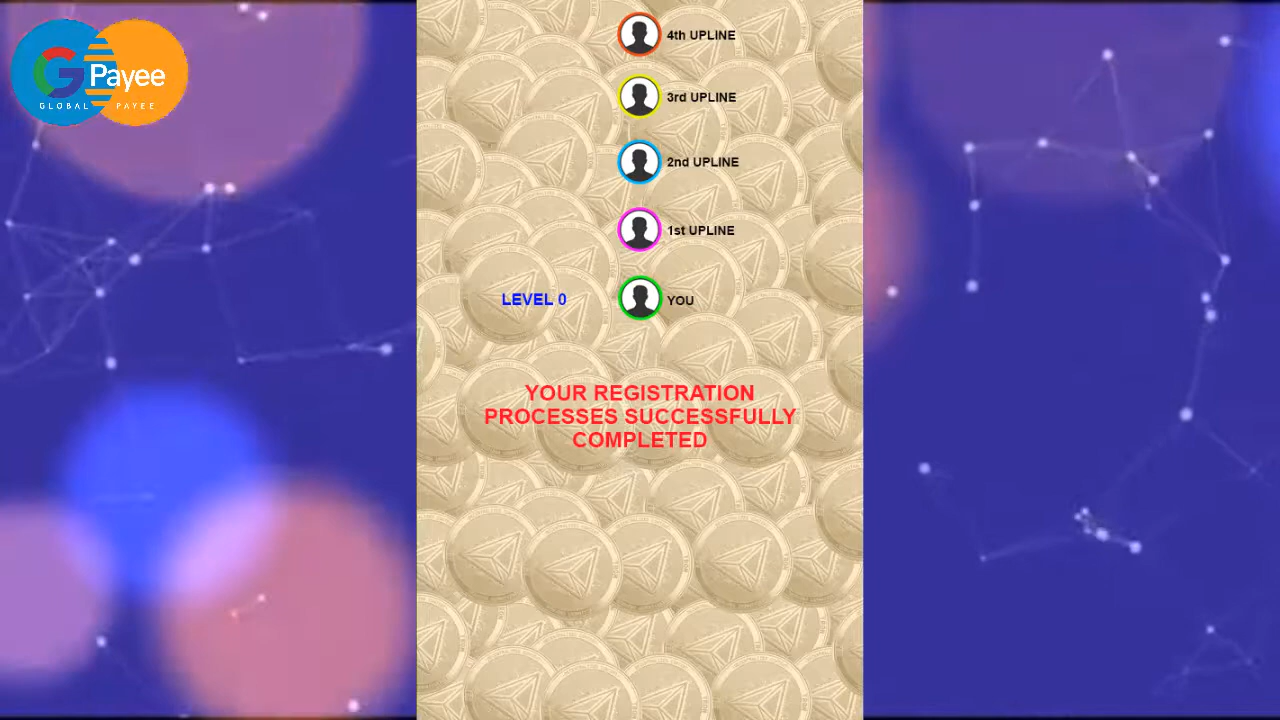 G Payee
GLOBAL PAYEE
4th UPLINE
3rd UPLINE
2nd UPLINE
1st UPLINE
LEVEL 0 YOU
YOUR REGISTRATION
PROCESSES SUCCESSFULLY
COMPLETED